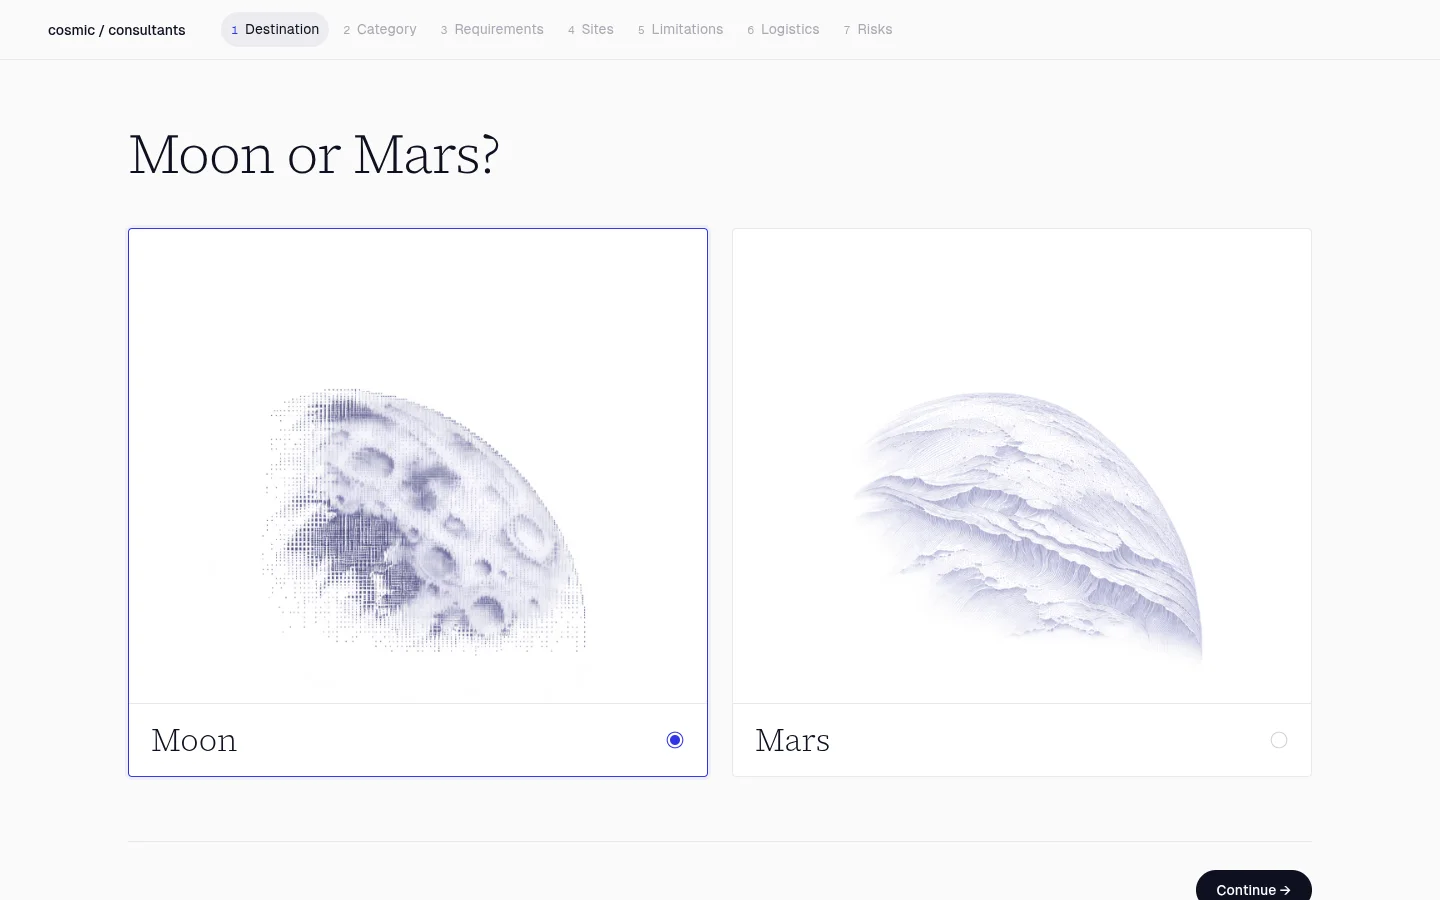 cosmic / consultants
1 Destination
2 Category
3 Requirements
4 Sites
5 Limitations
6 Logistics
7 Risks
Moon or Mars?
Moon
Mars
Continue →